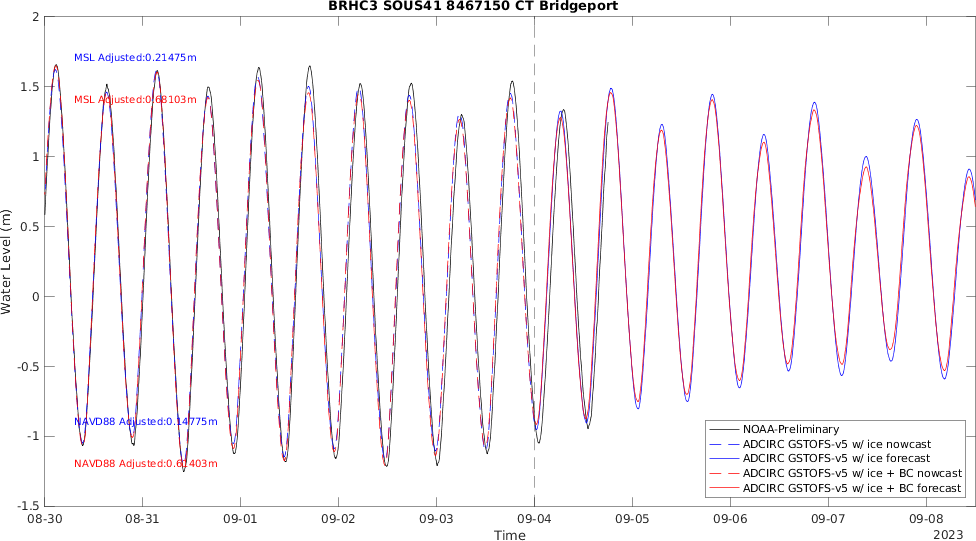 BRHC3 SOUS41 8467150 CT Bridgeport
2
1.5
1
0.5
0
-0.5
-1
-1.5
Water Level (m)
MSL Adjusted:0.21475m
MSL Adjusted:0.68103m
NAVD88 Adjusted:0.14775m
NAVD88 Adjusted:0.61403m
NOAA-Preliminary
ADCIRC GSTOFS-v5 w/ ice nowcast
ADCIRC GSTOFS-v5 w/ ice forecast
ADCIRC GSTOFS-v5 w/ ice + BC nowcast
ADCIRC GSTOFS-v5 w/ ice + BC forecast
08-30 08-31 09-01 09-02 09-03 09-04 09-05 09-06 09-07 09-08
Time
2023